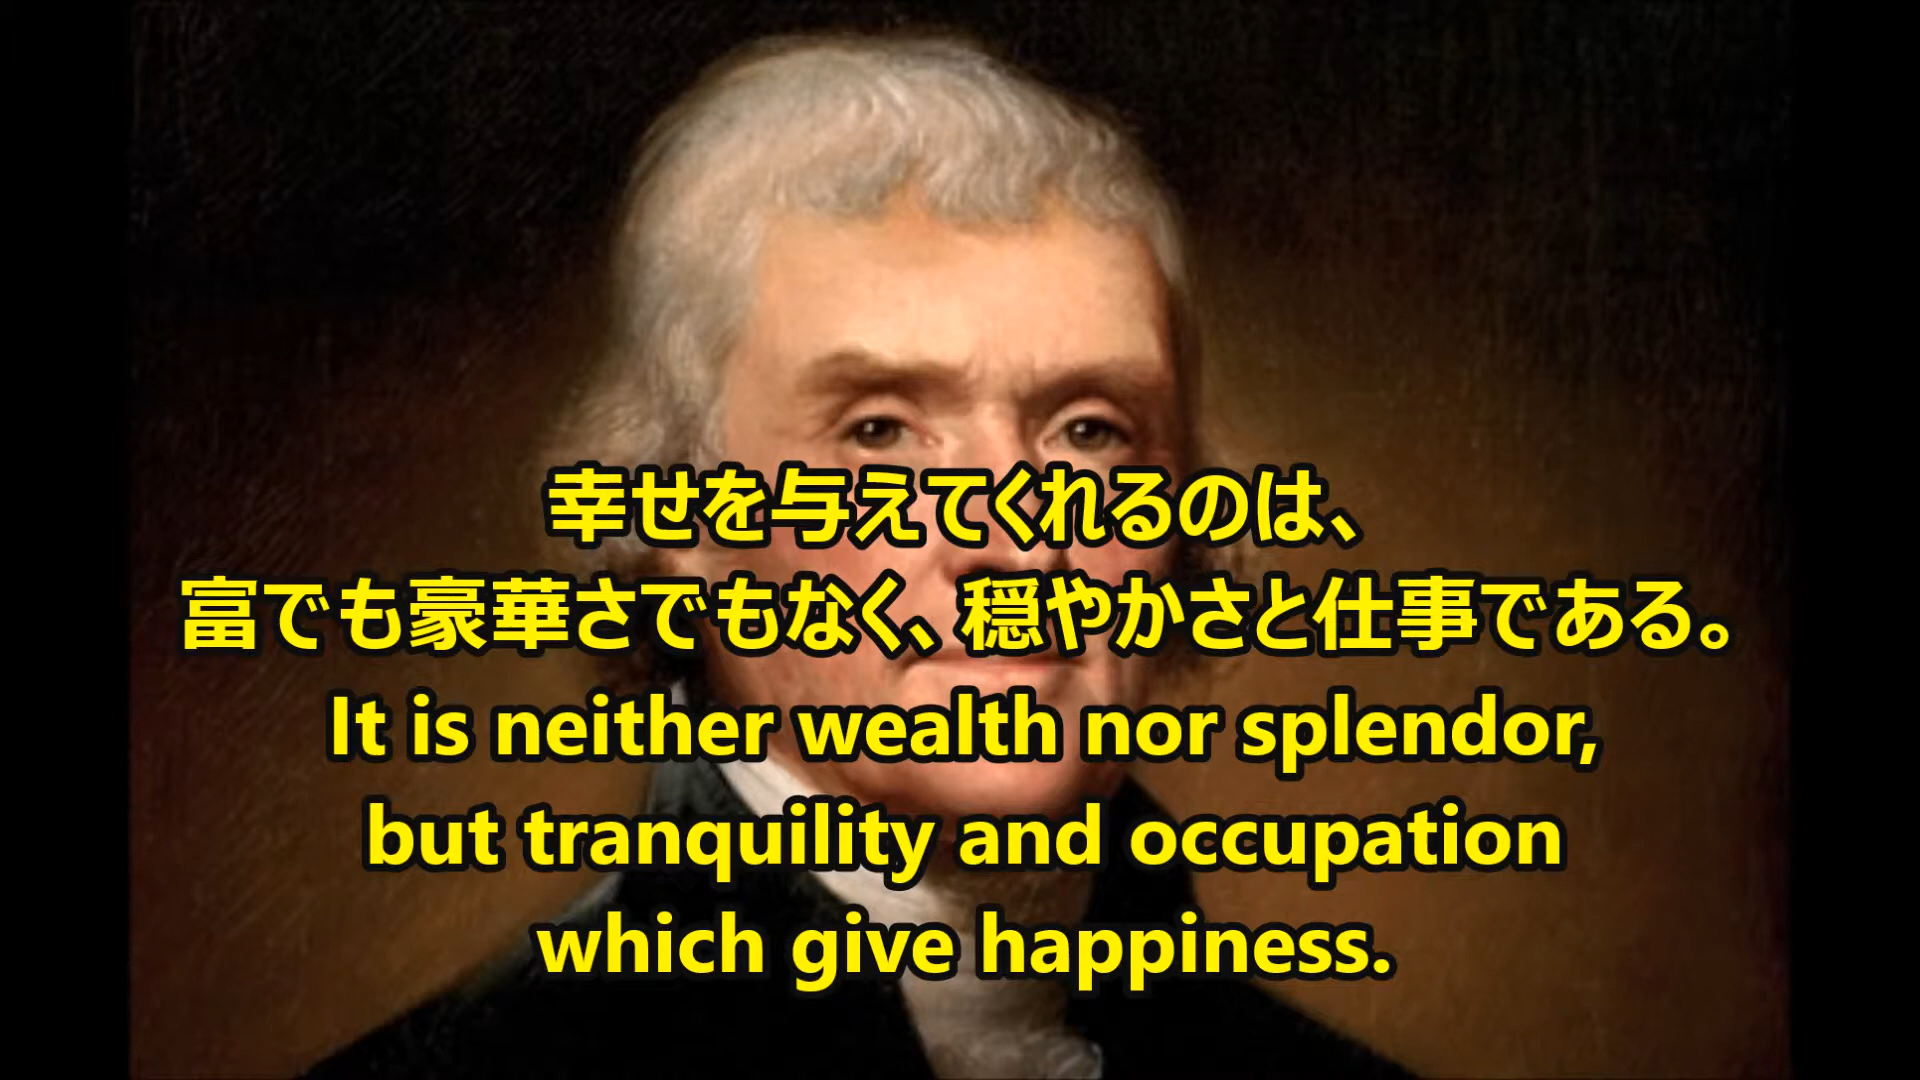 幸せを与えてくれるのは、
富でも豪華さでもなく、穏やかさと仕事である。
It is neither wealth nor splendor,
but tranquility and occupation
which give happiness.